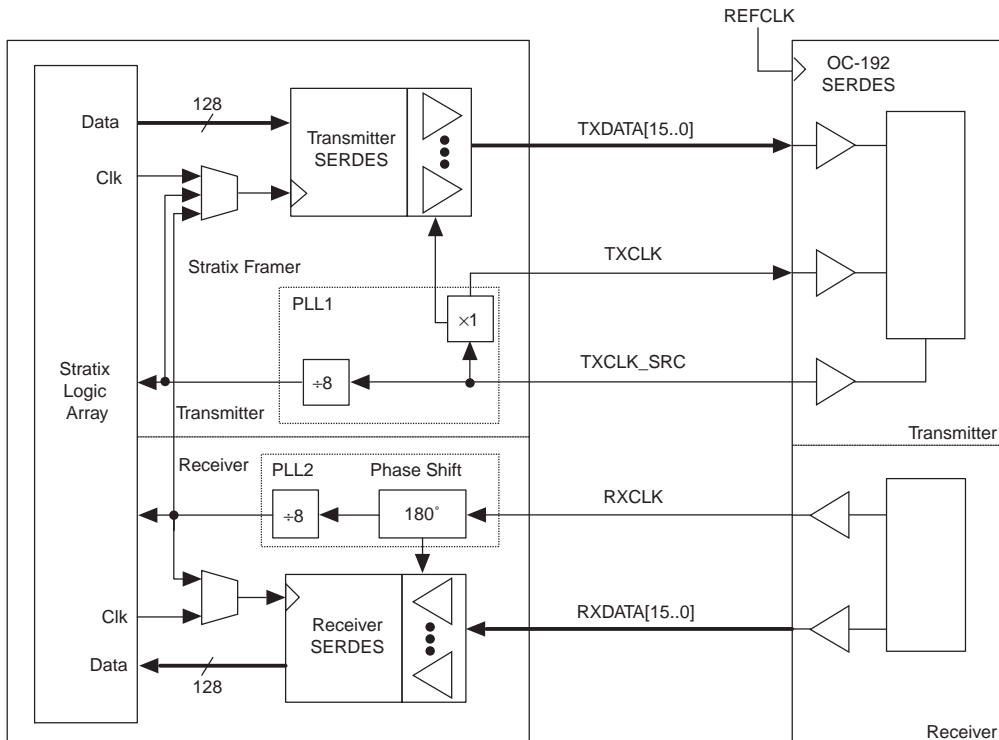 REFCLK
OC-192
SERDES
128
Data
Transmitter
SERDES
TXDATA[15..0]
Clk
Stratix Framer
TXCLK
PLL1
×1
Stratix
Logic
Array
÷8
TXCLK_SRC
Transmitter
Transmitter
Receiver
PLL2
Phase Shift
RXCLK
÷8
180°
Clk
Receiver
SERDES
RXDATA[15..0]
Data
128
Receiver